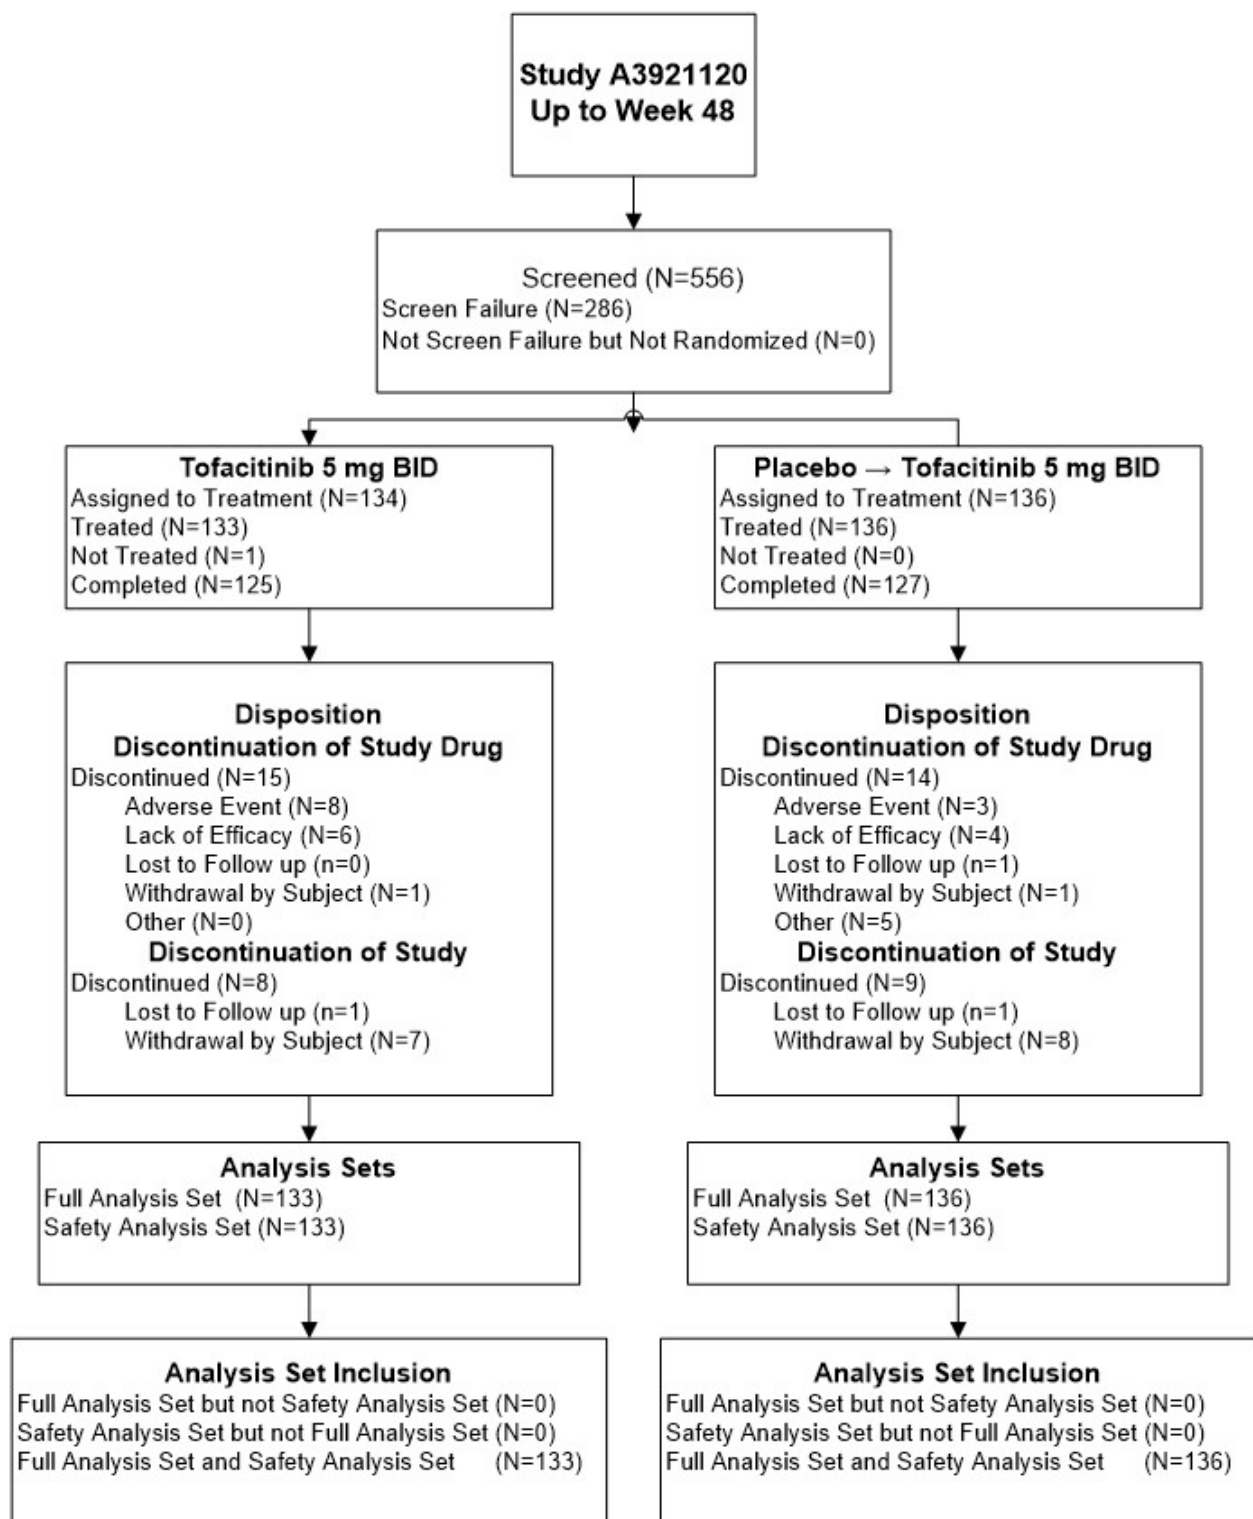 Study A3921120
Up to Week 48
Screened (N=556)
Screen Failure (N=286)
Not Screen Failure but Not Randomized (N=0)
Tofacitinib 5 mg BID
Assigned to Treatment (N=134)
Treated (N=133)
Not Treated (N=1)
Completed (N=125)
Placebo → Tofacitinib 5 mg BID
Assigned to Treatment (N=136)
Treated (N=136)
Not Treated (N=0)
Completed (N=127)
Disposition
Discontinuation of Study Drug
Discontinued (N=15)
Adverse Event (N=8)
Lack of Efficacy (N=6)
Lost to Follow up (n=0)
Withdrawal by Subject (N=1)
Other (N=0)
Discontinuation of Study
Discontinued (N=8)
Lost to Follow up (n=1)
Withdrawal by Subject (N=7)
Disposition
Discontinuation of Study Drug
Discontinued (N=14)
Adverse Event (N=3)
Lack of Efficacy (N=4)
Lost to Follow up (n=1)
Withdrawal by Subject (N=1)
Other (N=5)
Discontinuation of Study
Discontinued (N=9)
Lost to Follow up (n=1)
Withdrawal by Subject (N=8)
Analysis Sets
Full Analysis Set (N=133)
Safety Analysis Set (N=133)
Analysis Sets
Full Analysis Set (N=136)
Safety Analysis Set (N=136)
Analysis Set Inclusion
Full Analysis Set but not Safety Analysis Set (N=0)
Safety Analysis Set but not Full Analysis Set (N=0)
Full Analysis Set and Safety Analysis Set (N=133)
Analysis Set Inclusion
Full Analysis Set but not Safety Analysis Set (N=0)
Safety Analysis Set but not Full Analysis Set (N=0)
Full Analysis Set and Safety Analysis Set (N=136)